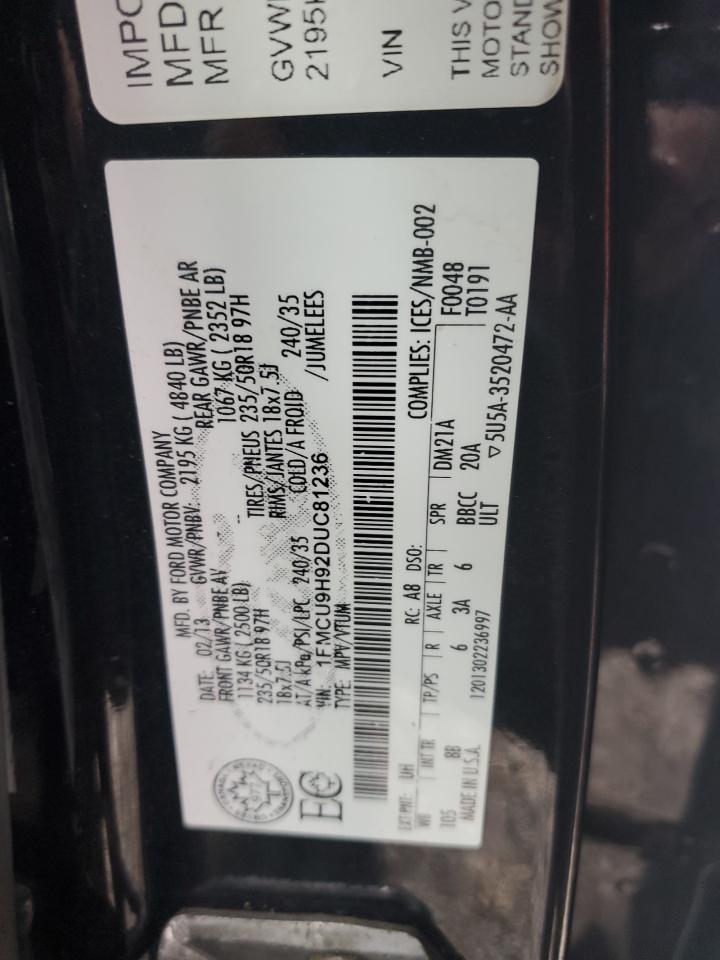 IMPO
MFD
MFR
GVW
2195K
VIN
THIS V
MOTO
STAND
SHOW
MFD. BY FORD MOTOR COMPANY
DATE: 02/13 GVWR/PNBV: 2195 KG ( 4840 LB)
FRONT GAWR/PNBE AV REAR GAWR/PNBE AR
1134 KG ( 2500 LB) 1067 KG ( 2352 LB)
235/50R18 97H TIRES/PNEUS 235/50R18 97H
18x7.5J RIMS/JANTES 18x7.5J
AT/A kPa/PSI/LPC 240/35 COLD/A FROID 240/35
VIN: 1FMCU9H92DUC81236 /JUMELEES
TYPE: MPV/VTUM
EC
EXT PNT: UH RC: A8 DSO: COMPLIES: ICES/NMB-002
WB INT TR TP/PS R AXLE TR SPR DM21A F0048
105 8B 6 3A 6 BBCC 20A T0191
ULT
MADE IN U.S.A. 1201302236997 ▽5U5A-3520472-AA